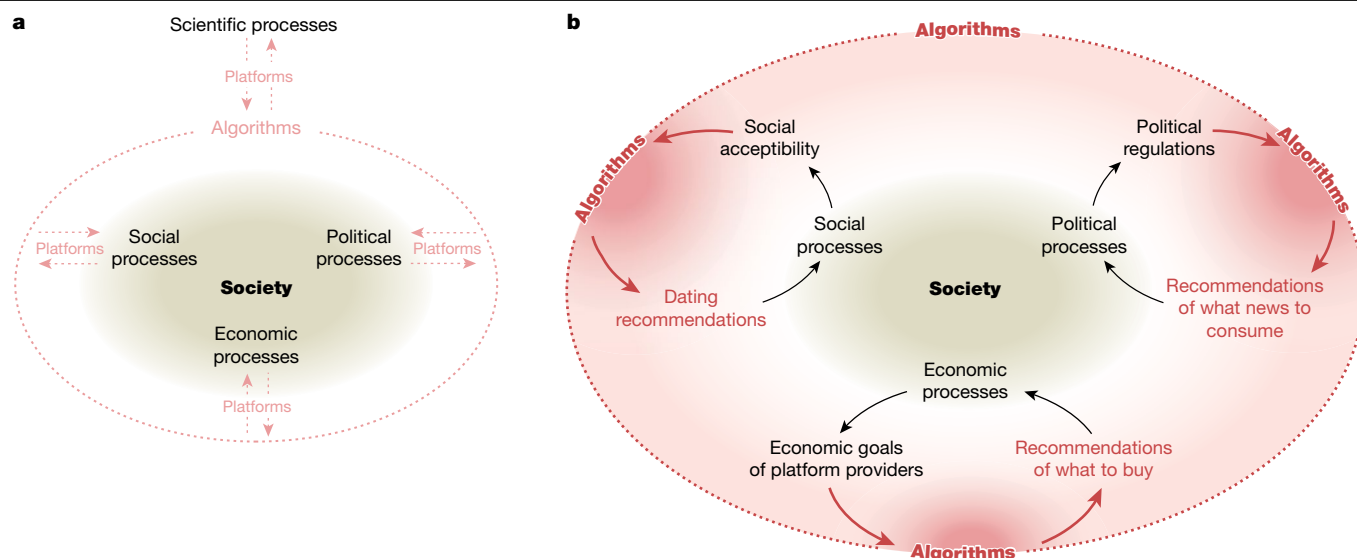 a
Scientific processes
Platforms
Algorithms
Platforms
Social
processes
Political
processes
Platforms
Society
Economic
processes
Platforms
b
Algorithms
Algorithms
Social
acceptibility
Political
regulations
Algorithms
Social
processes
Political
processes
Society
Dating
recommendations
Recommendations
of what news to
consume
Economic
processes
Economic goals
of platform providers
Recommendations
of what to buy
Algorithms